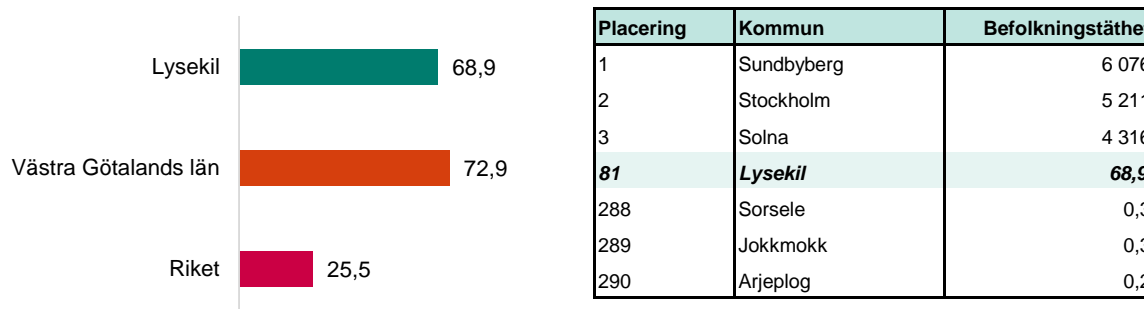 Lysekil 68,9
Västra Götalands län 72,9
Riket 25,5
Placering Kommun Befolkningstäthe
1 Sundbyberg 6 076
2 Stockholm 5 211
3 Solna 4 316
81 Lysekil 68,9
288 Sorsele 0,3
289 Jokkmokk 0,3
290 Arjeplog 0,2